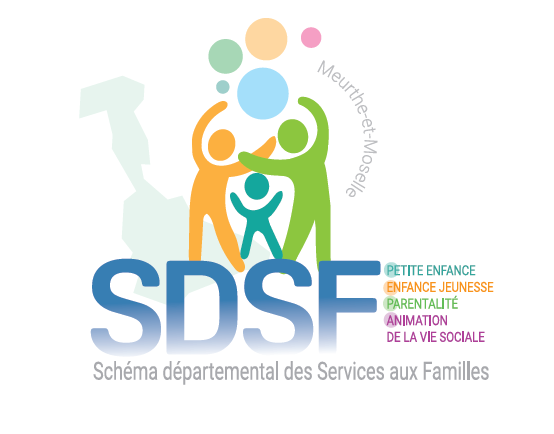 Meurthe-et-Moselle
SDSF
PETITE ENFANCE
ENFANCE JEUNESSE
PARENTALITÉ
ANIMATION
DE LA VIE SOCIALE
Schéma départemental des Services aux Familles